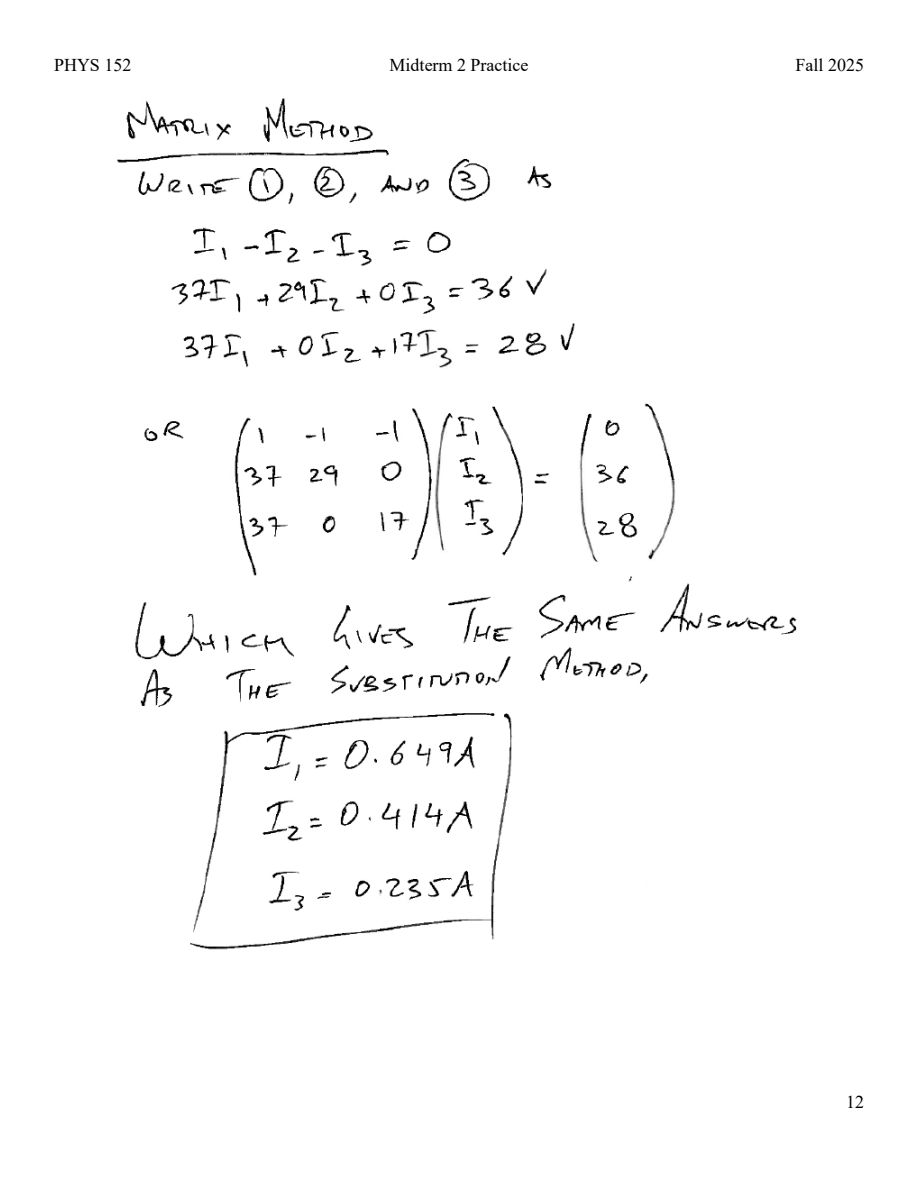 PHYS 152 Midterm 2 Practice Fall 2025
MATRIX METHOD
WRITE ①, ②, AND ③ AS
I₁ - I₂ - I₃ = 0
37I₁ + 29I₂ + 0I₃ = 36 V
37I₁ + 0I₂ + 17I₃ = 28 V
OR
( 1 -1 -1 ) ( I₁ ) = ( 0 )
( 37 29 0 ) ( I₂ ) = ( 36 )
( 37 0 17 ) ( I₃ ) = ( 28 )
WHICH GIVES THE SAME ANSWERS
AS THE SUBSTITUTION METHOD,
I₁ = 0.649A
I₂ = 0.414A
I₃ = 0.235A
12